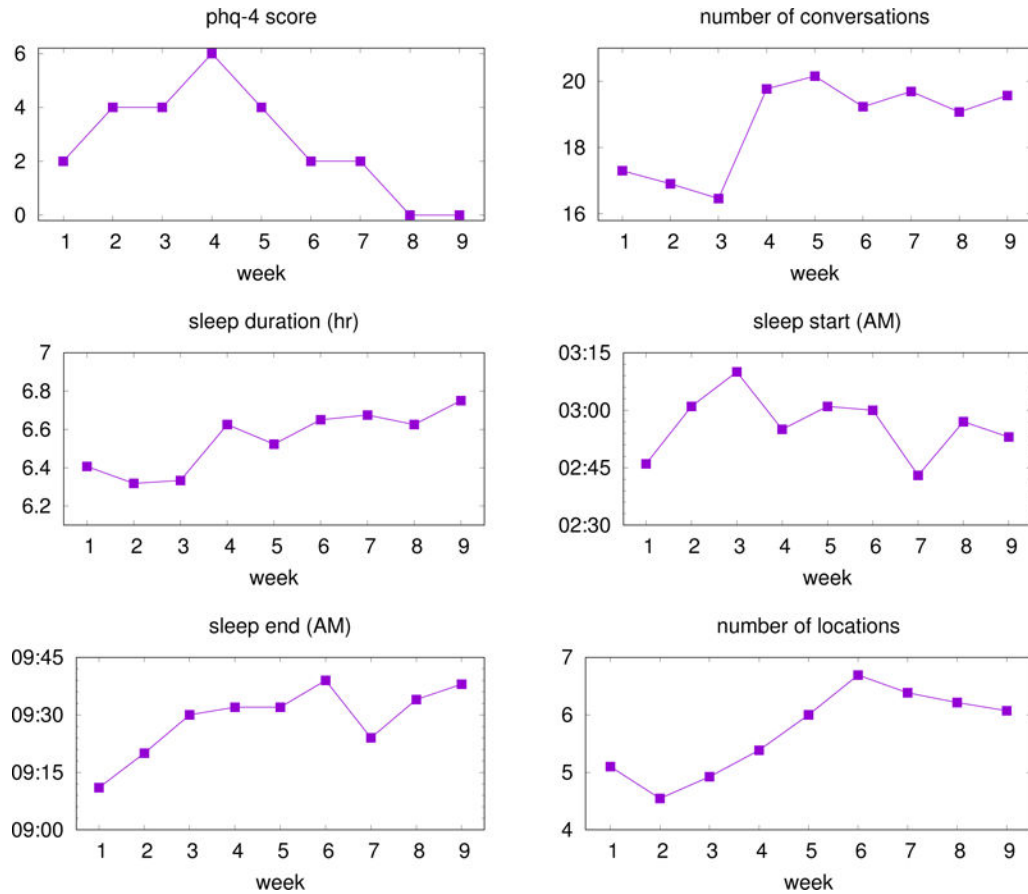 phq-4 score
6
4
2
0
1 2 3 4 5 6 7 8 9
week
number of conversations
20
18
16
1 2 3 4 5 6 7 8 9
week
sleep duration (hr)
7
6.8
6.6
6.4
6.2
1 2 3 4 5 6 7 8 9
week
sleep start (AM)
03:15
03:00
02:45
02:30
1 2 3 4 5 6 7 8 9
week
sleep end (AM)
09:45
09:30
09:15
09:00
1 2 3 4 5 6 7 8 9
week
number of locations
7
6
5
4
1 2 3 4 5 6 7 8 9
week